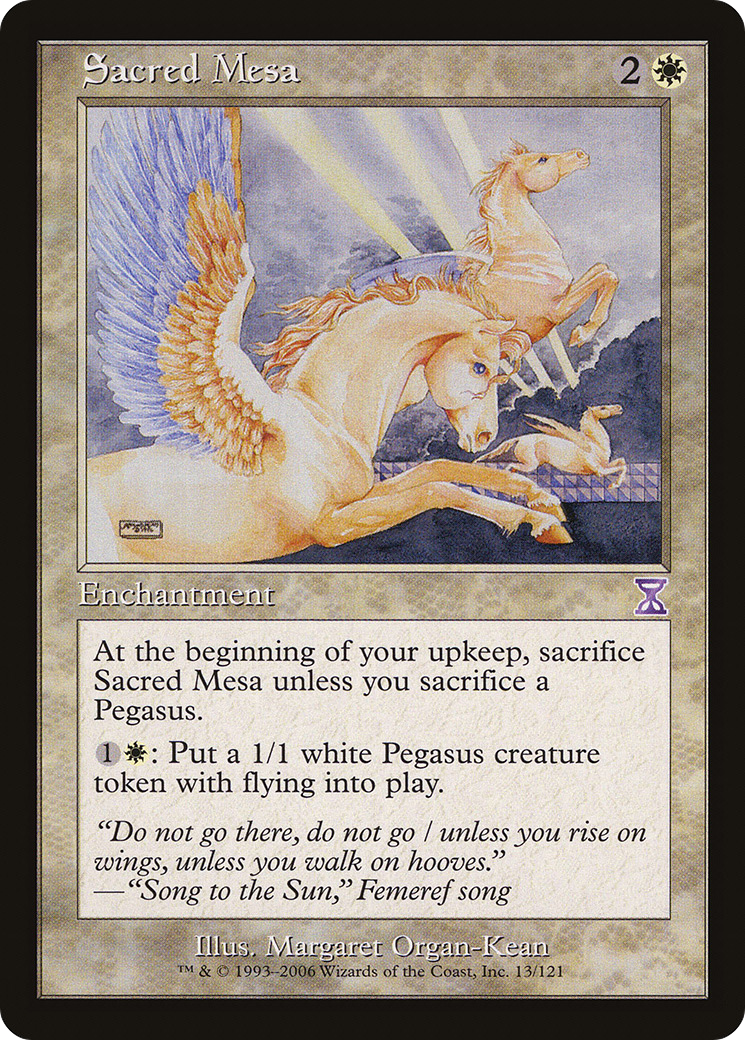 Sacred Mesa 2
Enchantment
At the beginning of your upkeep, sacrifice
Sacred Mesa unless you sacrifice a
Pegasus.
1 : Put a 1/1 white Pegasus creature
token with flying into play.
“Do not go there, do not go / unless you rise on
wings, unless you walk on hooves.”
—“Song to the Sun,” Femeref song
Illus. Margaret Organ-Kean
™ & © 1993–2006 Wizards of the Coast, Inc. 13/121